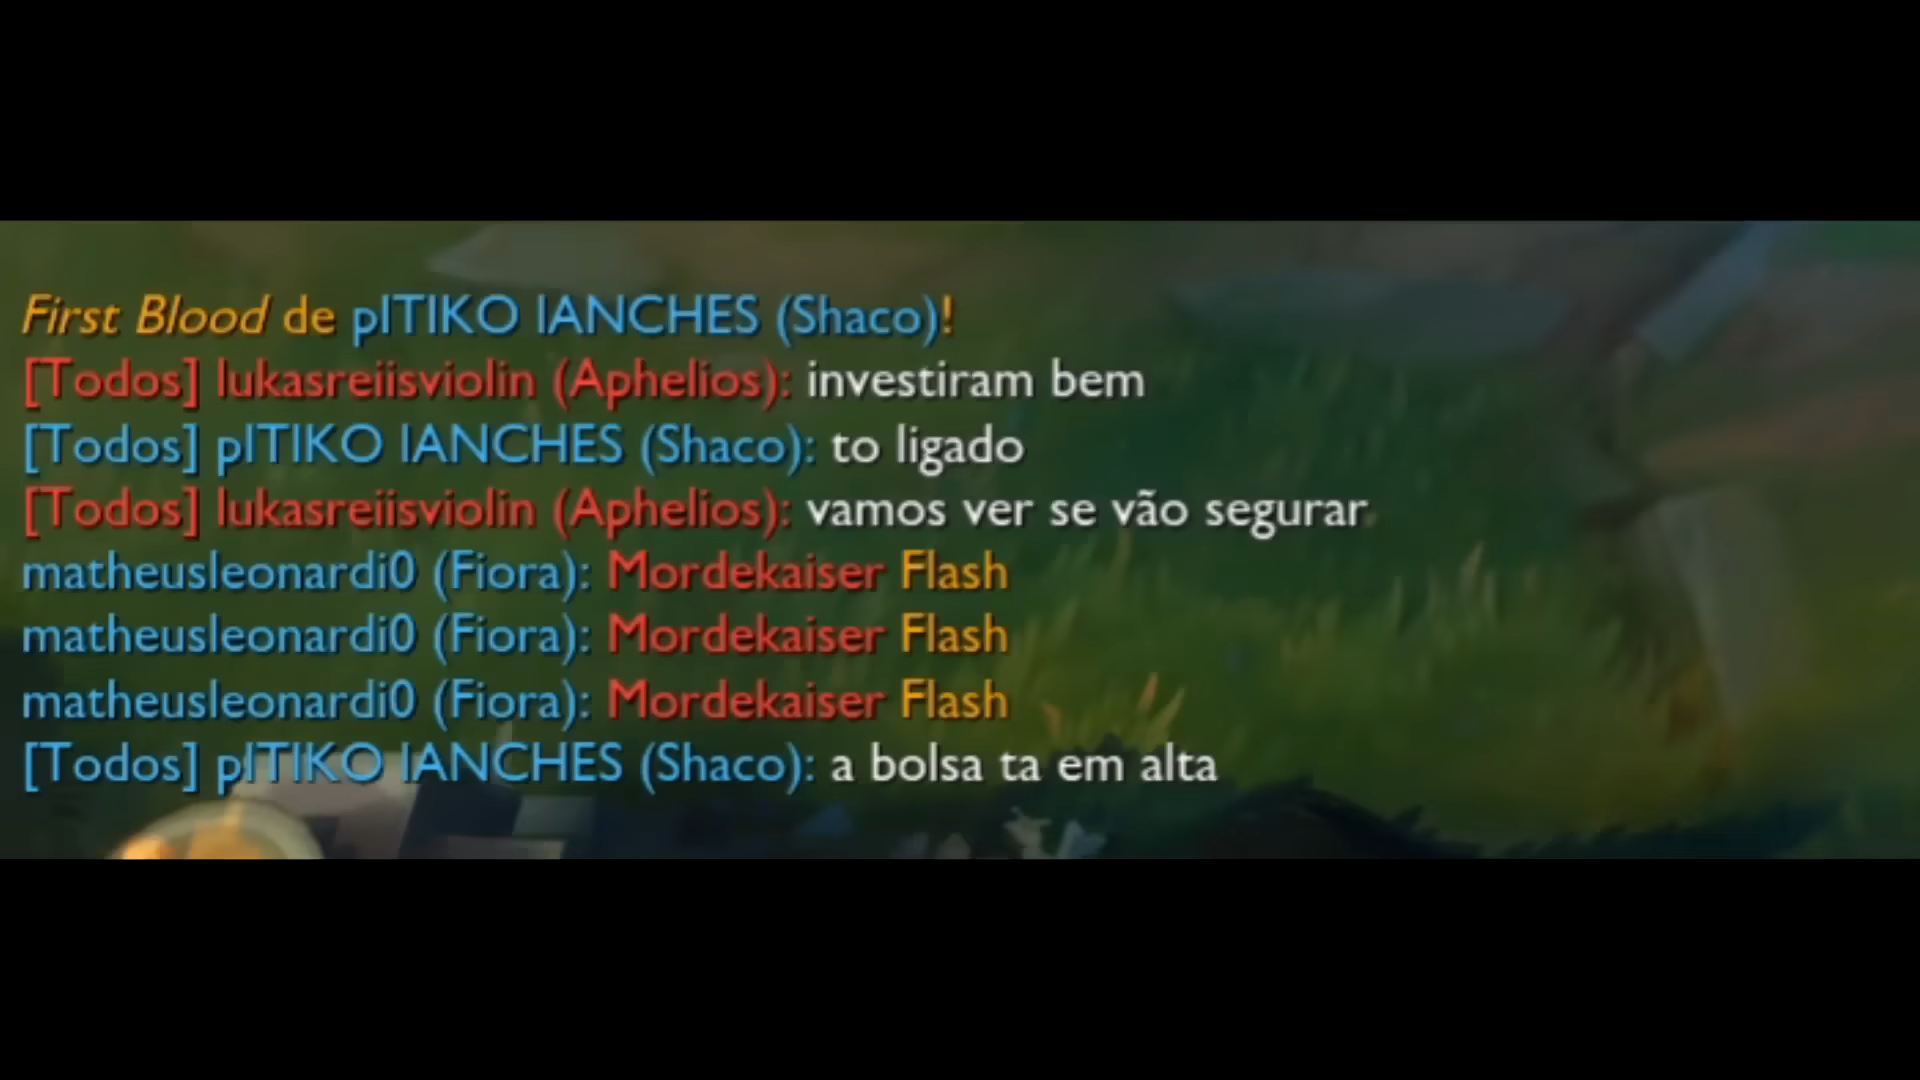 First Blood de pITIKO IANCHES (Shaco)!
[Todos] lukasreiisviolin (Aphelios): investiram bem
[Todos] pITIKO IANCHES (Shaco): to ligado
[Todos] lukasreiisviolin (Aphelios): vamos ver se vão segurar
matheusleonardi0 (Fiora): Mordekaiser Flash
matheusleonardi0 (Fiora): Mordekaiser Flash
matheusleonardi0 (Fiora): Mordekaiser Flash
[Todos] pITIKO IANCHES (Shaco): a bolsa ta em alta